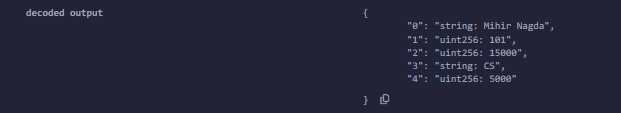 decoded output {
"0": "string: Mihir Nagda",
"1": "uint256: 101",
"2": "uint256: 15000",
"3": "string: CS",
"4": "uint256: 5000"
}